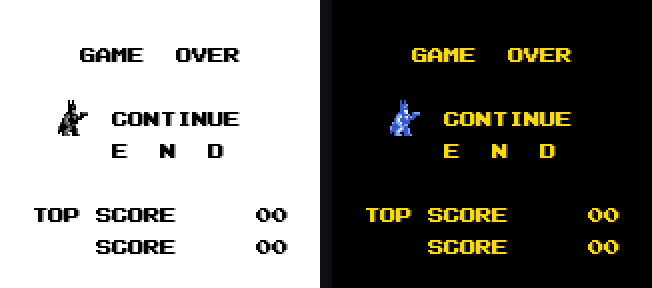 GAME OVER
CONTINUE
E N D
TOP SCORE 00
SCORE 00
GAME OVER
CONTINUE
E N D
TOP SCORE 00
SCORE 00